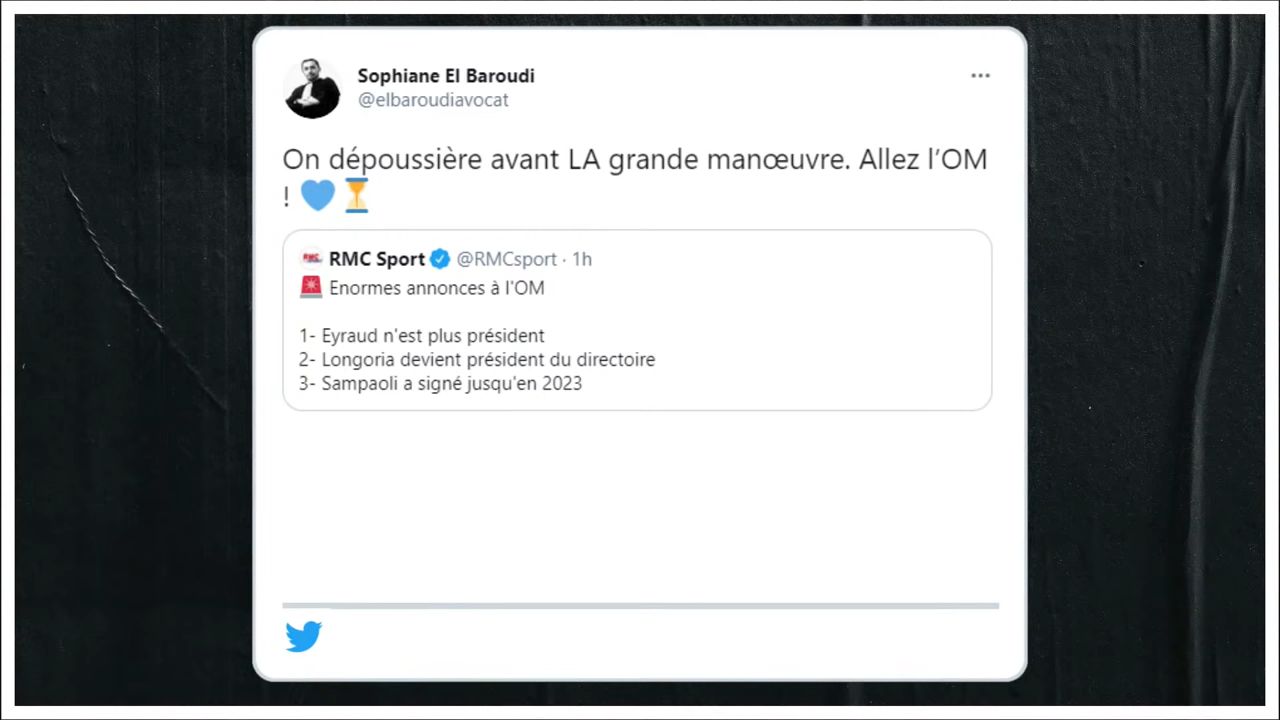 Sophiane El Baroudi
@elbaroudiavocat
On dépoussière avant LA grande manœuvre. Allez l’OM
! 💙⏳
RMC Sport @RMCsport · 1h
🚨 Enormes annonces à l'OM
1- Eyraud n'est plus président
2- Longoria devient président du directoire
3- Sampaoli a signé jusqu'en 2023